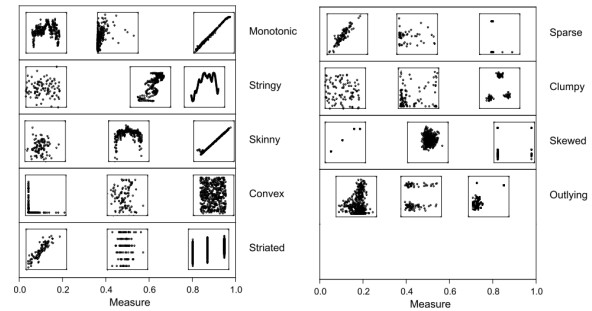 Monotonic
Stringy
Skinny
Convex
Striated
0.0 0.2 0.4 0.6 0.8 1.0
Measure
Sparse
Clumpy
Skewed
Outlying
0.0 0.2 0.4 0.6 0.8 1.0
Measure